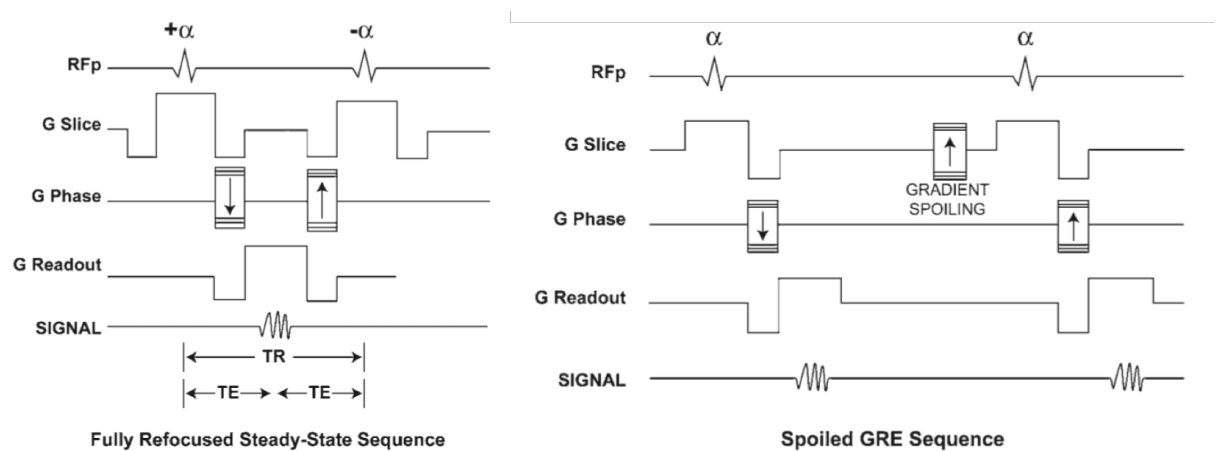 +α -α
RFp
G Slice
G Phase
G Readout
SIGNAL
TR
TE TE
Fully Refocused Steady-State Sequence
α α
RFp
G Slice
GRADIENT
SPOILING
G Phase
G Readout
SIGNAL
Spoiled GRE Sequence